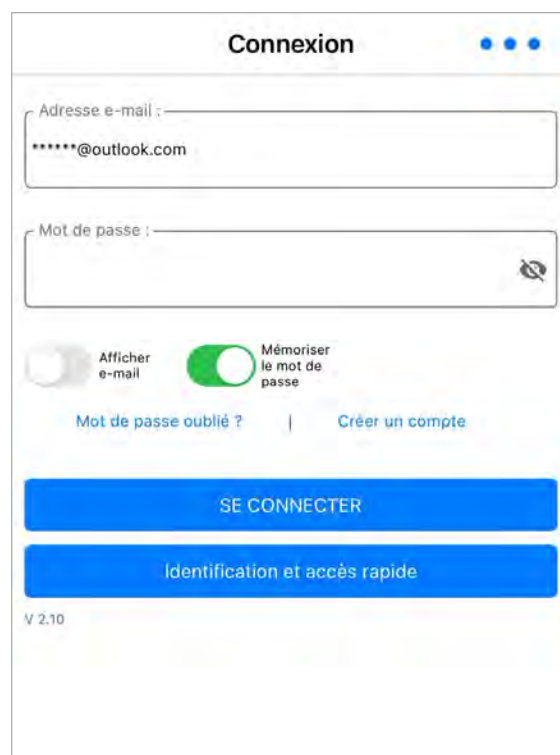 Connexion
Adresse e-mail :
******@outlook.com
Mot de passe :
Afficher
e-mail
Mémoriser
le mot de
passe
Mot de passe oublié ? | Créer un compte
SE CONNECTER
Identification et accès rapide
V 2.10